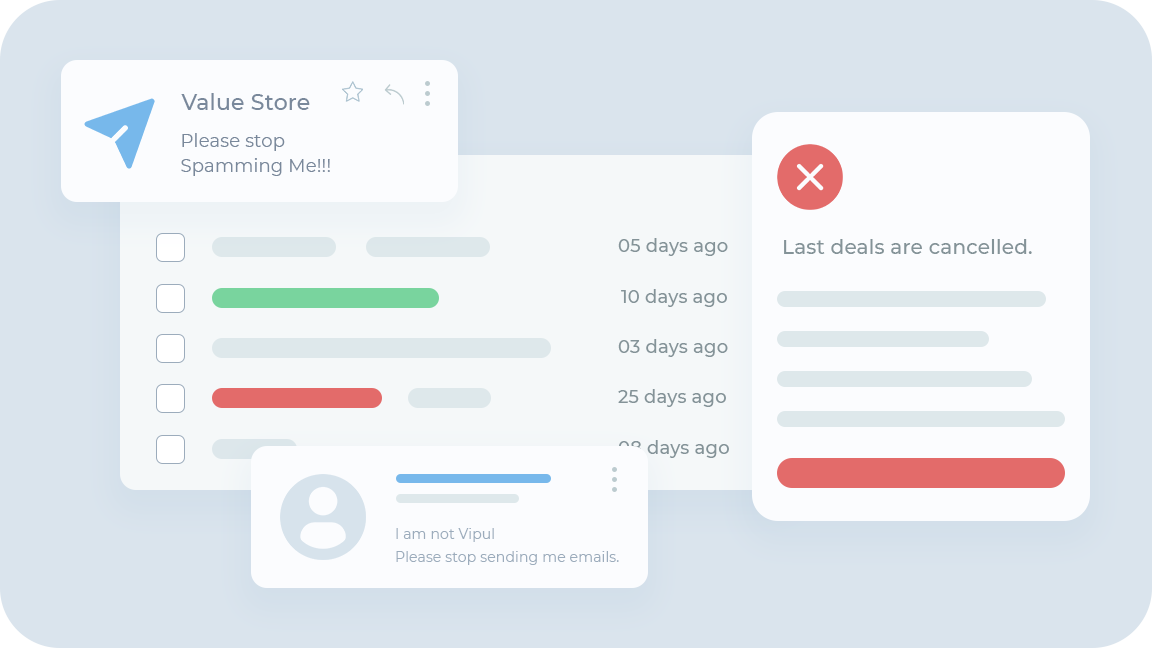 Value Store
Please stop
Spamming Me!!!
05 days ago
10 days ago
03 days ago
25 days ago
days ago
Last deals are cancelled.
I am not Vipul
Please stop sending me emails.